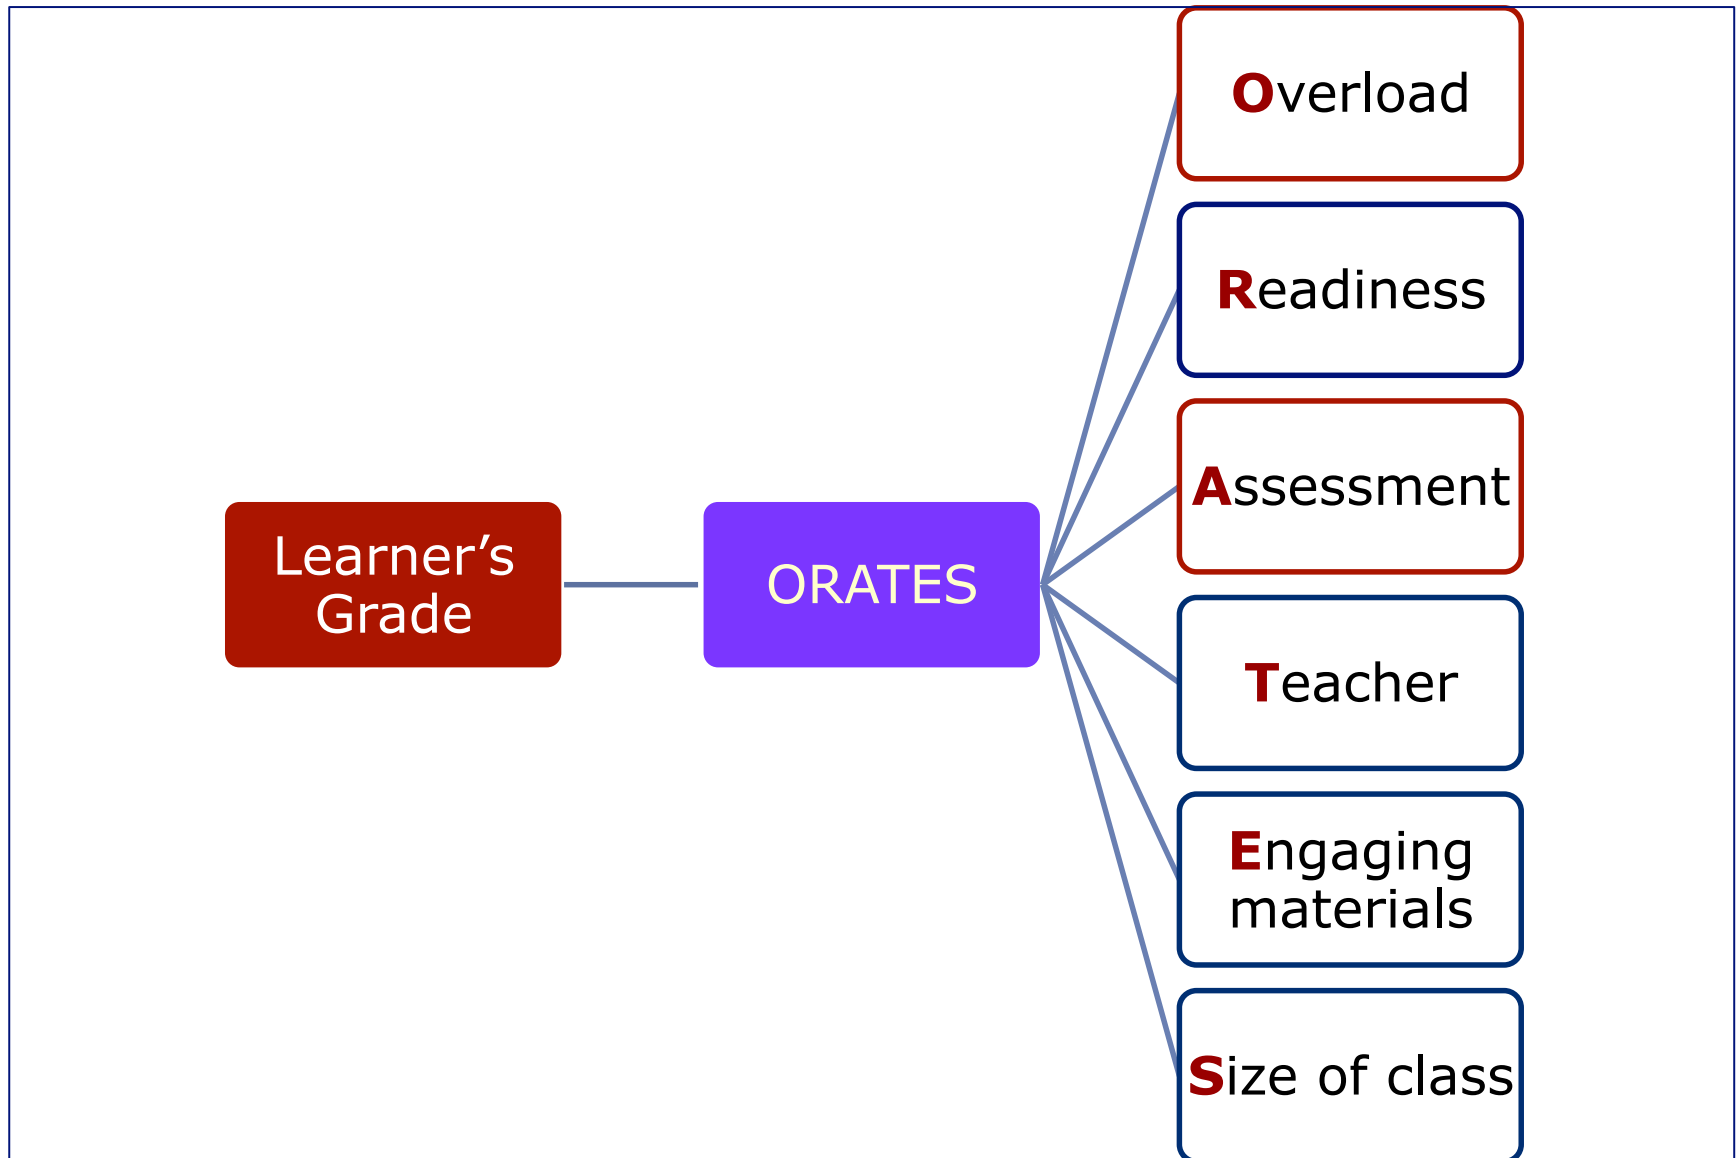 Learner’s
Grade
ORATES
Overload
Readiness
Assessment
Teacher
Engaging
materials
Size of class